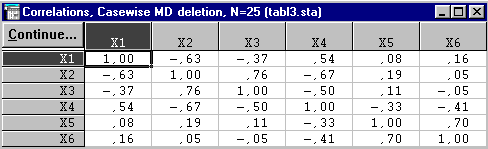 Correlations, Casewise MD deletion, N=25 (tabl3.sta)
Continue... X1 X2 X3 X4 X5 X6
X1 1,00 -,63 -,37 ,54 ,08 ,16
X2 -,63 1,00 ,76 -,67 ,19 ,05
X3 -,37 ,76 1,00 -,50 ,11 -,05
X4 ,54 -,67 -,50 1,00 -,33 -,41
X5 ,08 ,19 ,11 -,33 1,00 ,70
X6 ,16 ,05 -,05 -,41 ,70 1,00